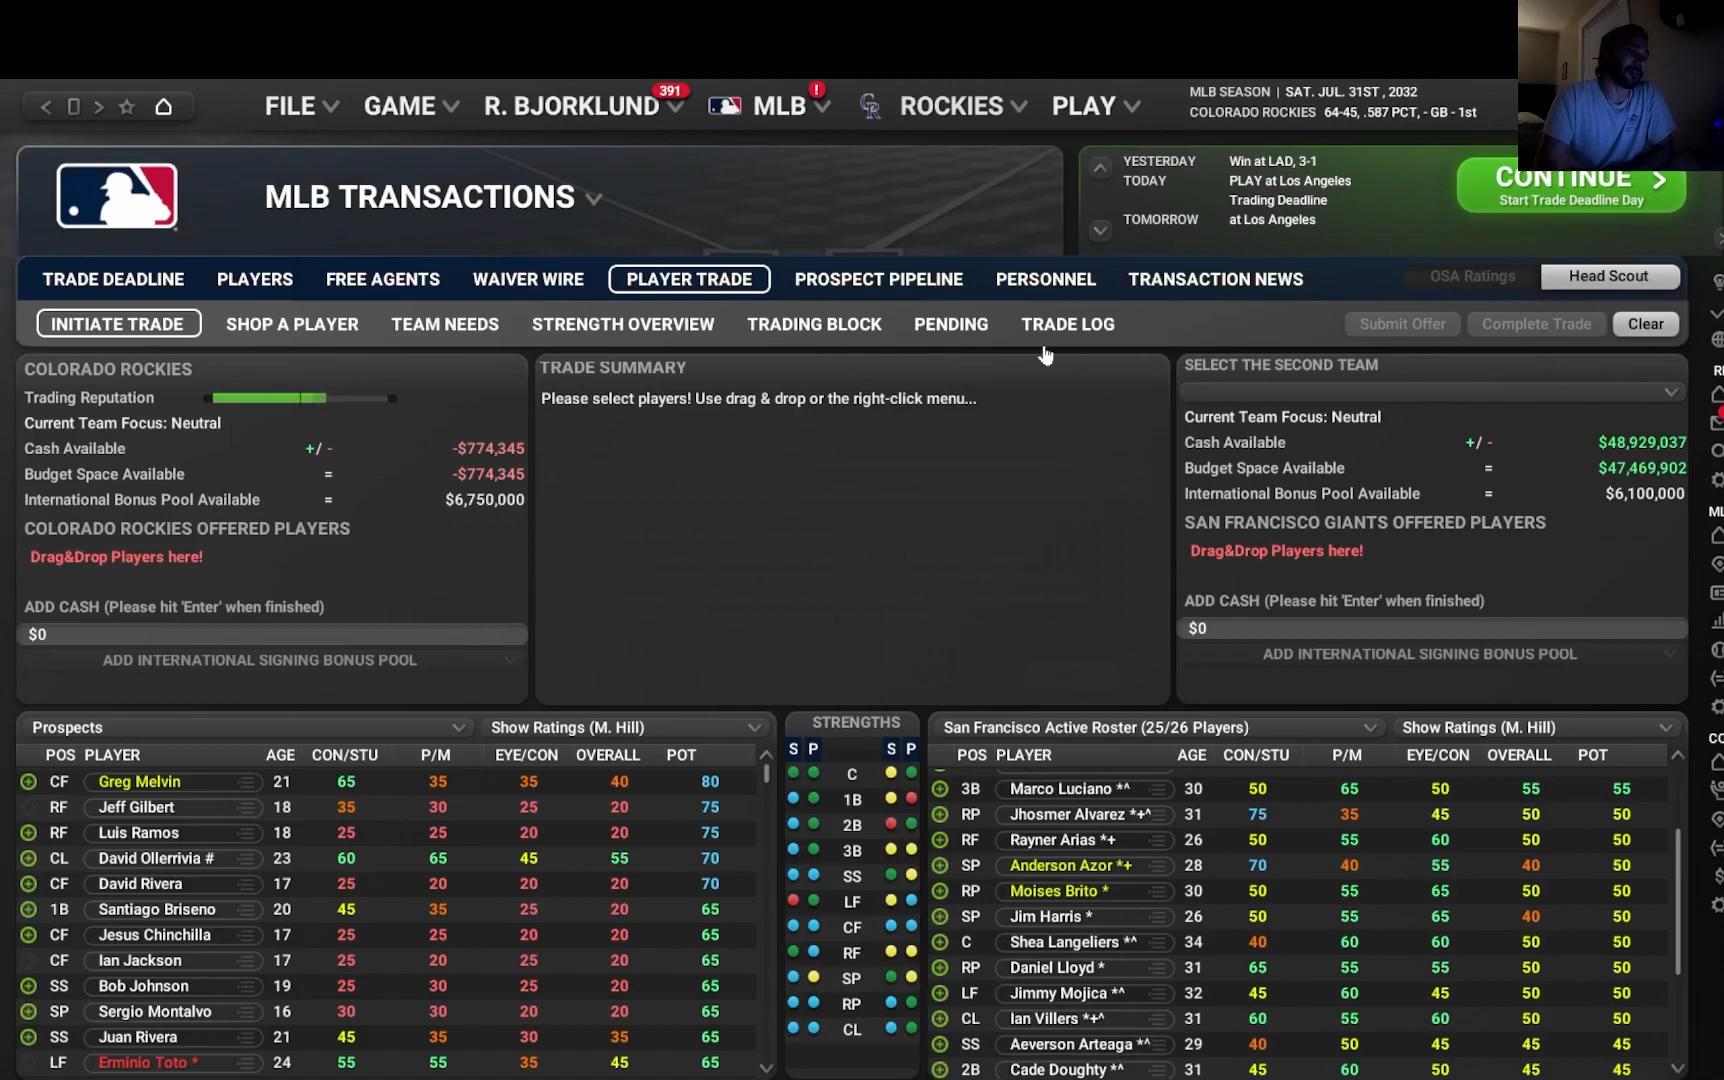 FILE GAME R. BJORKLUND 391 MLB ! ROCKIES PLAY
MLB SEASON | SAT. JUL. 31ST , 2032
COLORADO ROCKIES 64-45, .587 PCT, - GB - 1st
MLB TRANSACTIONS
YESTERDAY Win at LAD, 3-1
TODAY PLAY at Los Angeles
Trading Deadline
TOMORROW at Los Angeles
CONTINUE
Start Trade Deadline Day
TRADE DEADLINE PLAYERS FREE AGENTS WAIVER WIRE PLAYER TRADE PROSPECT PIPELINE PERSONNEL TRANSACTION NEWS OSA Ratings Head Scout
INITIATE TRADE SHOP A PLAYER TEAM NEEDS STRENGTH OVERVIEW TRADING BLOCK PENDING TRADE LOG Submit Offer Complete Trade Clear
COLORADO ROCKIES
Trading Reputation
Current Team Focus: Neutral
Cash Available +/ - -$774,345
Budget Space Available = -$774,345
International Bonus Pool Available = $6,750,000
COLORADO ROCKIES OFFERED PLAYERS
Drag&Drop Players here!
ADD CASH (Please hit 'Enter' when finished)
$0
ADD INTERNATIONAL SIGNING BONUS POOL
TRADE SUMMARY
Please select players! Use drag & drop or the right-click menu...
SELECT THE SECOND TEAM
Current Team Focus: Neutral
Cash Available +/ - $48,929,037
Budget Space Available = $47,469,902
International Bonus Pool Available = $6,100,000
SAN FRANCISCO GIANTS OFFERED PLAYERS
Drag&Drop Players here!
ADD CASH (Please hit 'Enter' when finished)
$0
ADD INTERNATIONAL SIGNING BONUS POOL
Prospects Show Ratings (M. Hill)
POS PLAYER AGE CON/STU P/M EYE/CON OVERALL POT
CF Greg Melvin 21 65 35 35 40 80
RF Jeff Gilbert 18 35 30 25 20 75
RF Luis Ramos 18 25 25 20 20 75
CL David Ollerrivia # 23 60 65 45 55 70
CF David Rivera 17 25 20 20 20 70
1B Santiago Briseno 20 45 35 25 20 65
CF Jesus Chinchilla 17 25 25 20 20 65
CF Ian Jackson 17 25 20 25 20 65
SS Bob Johnson 19 25 30 25 20 65
SP Sergio Montalvo 16 30 30 20 20 65
SS Juan Rivera 21 45 35 30 35 65
LF Erminio Toto * 24 55 55 35 45 65
STRENGTHS
S P S P
C
1B
2B
3B
SS
LF
CF
RF
SP
RP
CL
San Francisco Active Roster (25/26 Players) Show Ratings (M. Hill)
POS PLAYER AGE CON/STU P/M EYE/CON OVERALL POT
3B Marco Luciano *^ 30 50 65 50 55 55
RP Jhosmer Alvarez *+^ 31 75 35 45 50 50
RF Rayner Arias *+ 26 50 55 60 50 50
SP Anderson Azor *+ 28 70 40 55 40 50
RP Moises Brito * 30 50 55 65 50 50
SP Jim Harris * 26 50 55 65 40 50
C Shea Langeliers *^ 34 40 60 60 50 50
RP Daniel Lloyd * 31 65 55 55 50 50
LF Jimmy Mojica *^ 32 45 60 45 50 50
CL Ian Villers *+^ 31 60 55 60 50 50
SS Aeverson Arteaga *^ 29 40 50 45 45 45
2B Cade Doughty *^ 31 45 60 50 45 45